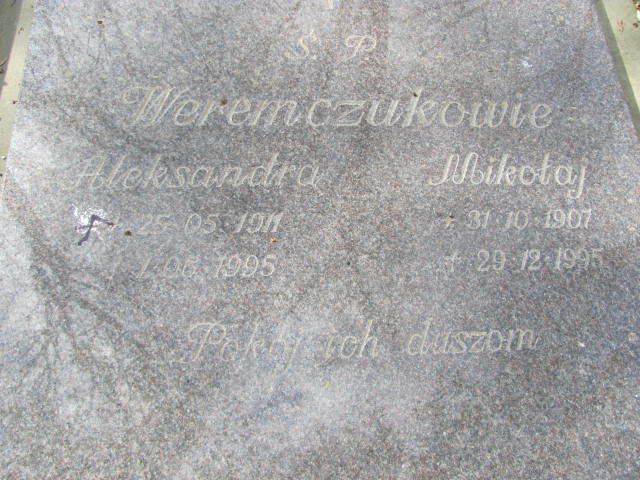 Ś. P.
Weremczukowie
Aleksandra Mikołaj
* 25 05 1911 * 31 10 1907
† 1.06.1995 † 29 12 1995
Pokój ich duszom